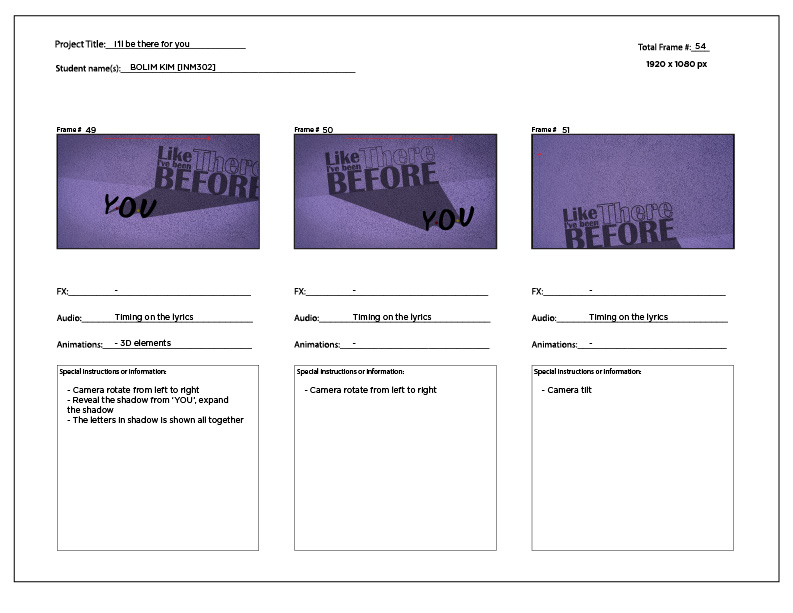 Project Title: I'll be there for you
Total Frame #: 54
Student name(s): BOLIM KIM [INM302]
1920 x 1080 px
Frame # 49
Frame # 50
Frame # 51
Like There
I've been
BEFORE
YOU
Like There
I've been
BEFORE
YOU
Like There
I've been
BEFORE
FX: -
FX: -
FX: -
Audio: Timing on the lyrics
Audio: Timing on the lyrics
Audio: Timing on the lyrics
Animations: - 3D elements
Animations: -
Animations: -
Special instructions or information:
- Camera rotate from left to right
- Reveal the shadow from 'YOU', expand
the shadow
- The letters in shadow is shown all together
Special instructions or information:
- Camera rotate from left to right
Special instructions or information:
- Camera tilt